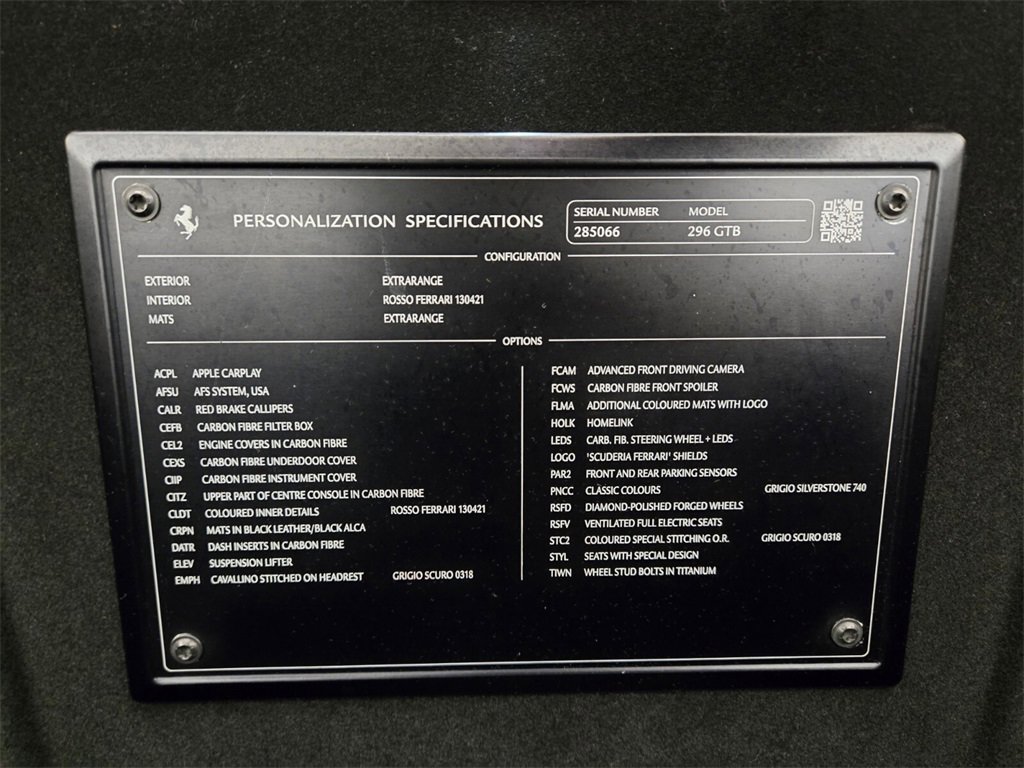 PERSONALIZATION SPECIFICATIONS
SERIAL NUMBER MODEL
285066 296 GTB
CONFIGURATION
EXTERIOR EXTRARANGE
INTERIOR ROSSO FERRARI 130421
MATS EXTRARANGE
OPTIONS
ACPL APPLE CARPLAY
AFSU AFS SYSTEM, USA
CALR RED BRAKE CALLIPERS
CEFB CARBON FIBRE FILTER BOX
CEL2 ENGINE COVERS IN CARBON FIBRE
CEXS CARBON FIBRE UNDERDOOR COVER
CIIP CARBON FIBRE INSTRUMENT COVER
CITZ UPPER PART OF CENTRE CONSOLE IN CARBON FIBRE
CLDT COLOURED INNER DETAILS ROSSO FERRARI 130421
CRPN MATS IN BLACK LEATHER/BLACK ALCA
DATR DASH INSERTS IN CARBON FIBRE
ELEV SUSPENSION LIFTER
EMPH CAVALLINO STITCHED ON HEADREST GRIGIO SCURO 0318
FCAM ADVANCED FRONT DRIVING CAMERA
FCWS CARBON FIBRE FRONT SPOILER
FLMA ADDITIONAL COLOURED MATS WITH LOGO
HOLK HOMELINK
LEDS CARB. FIB. STEERING WHEEL + LEDS
LOGO 'SCUDERIA FERRARI' SHIELDS
PAR2 FRONT AND REAR PARKING SENSORS
PNCC CLASSIC COLOURS GRIGIO SILVERSTONE 740
RSFD DIAMOND-POLISHED FORGED WHEELS
RSFV VENTILATED FULL ELECTRIC SEATS
STC2 COLOURED SPECIAL STITCHING O.R. GRIGIO SCURO 0318
STYL SEATS WITH SPECIAL DESIGN
TIWN WHEEL STUD BOLTS IN TITANIUM